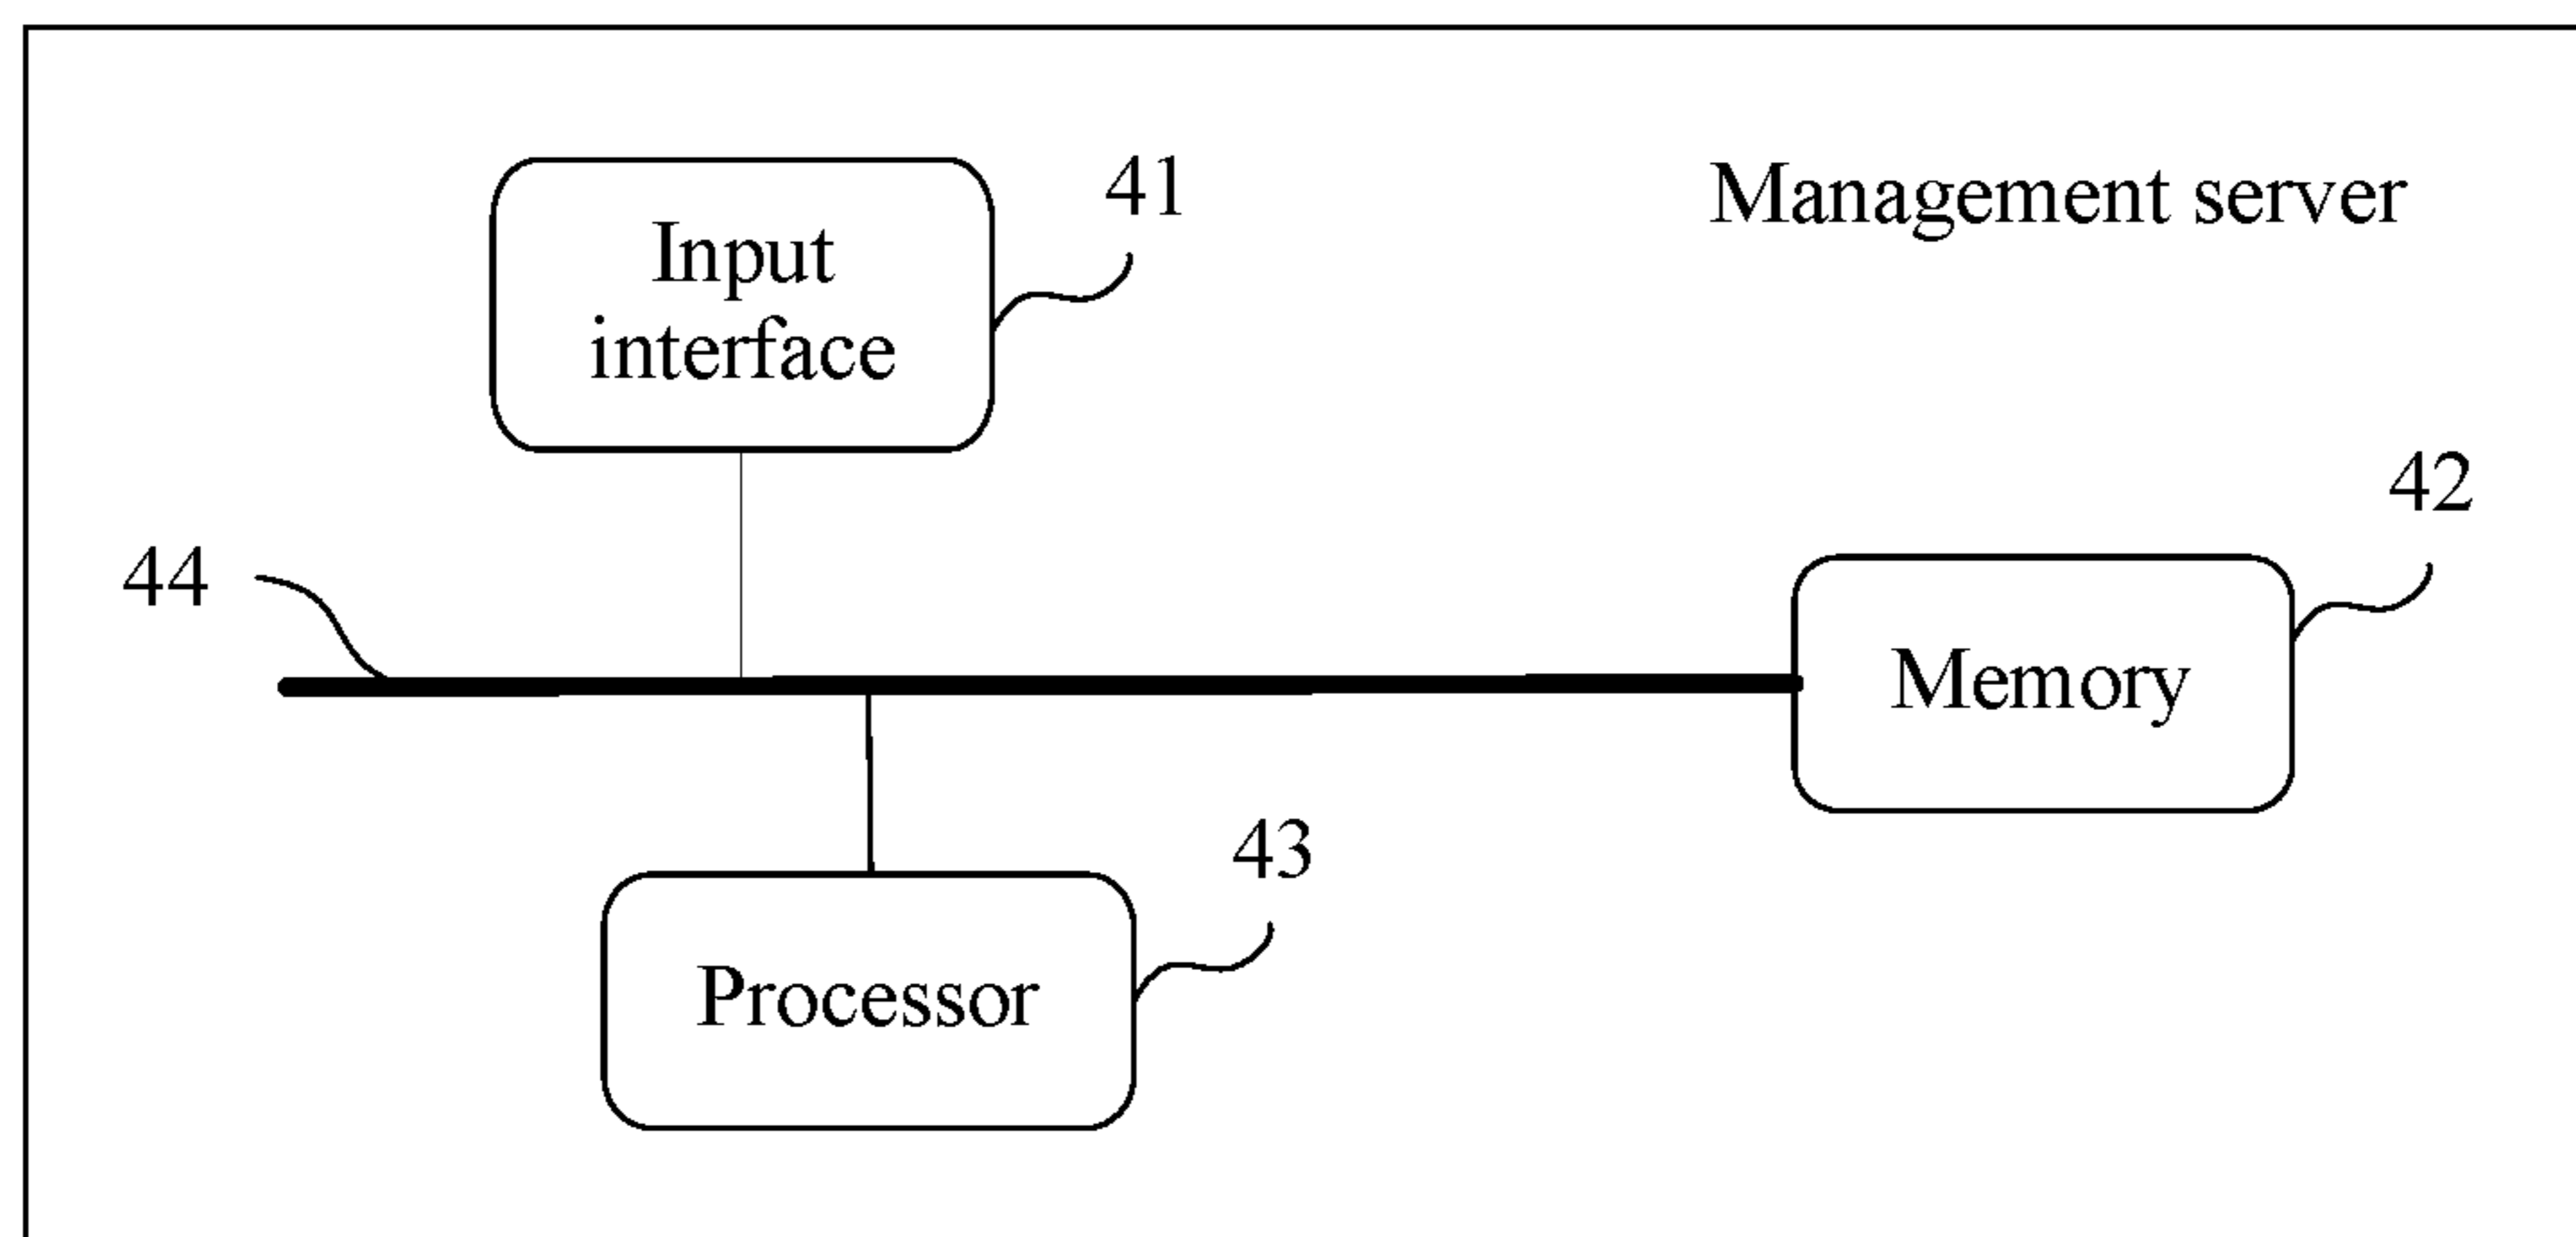 41
Management server
Input
interface
42
44
Memory
43
Processor